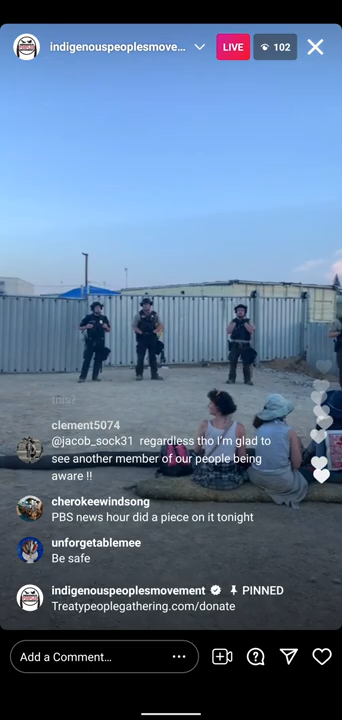 indigenouspeoplesmove...
LIVE
102
this?
clement5074
@jacob_sock31 regardless tho I'm glad to
see another member of our people being
aware !!
cherokeewindsong
PBS news hour did a piece on it tonight
unforgetablemee
Be safe
indigenouspeoplesmovement PINNED
Treatypeoplegathering.com/donate
Add a Comment...